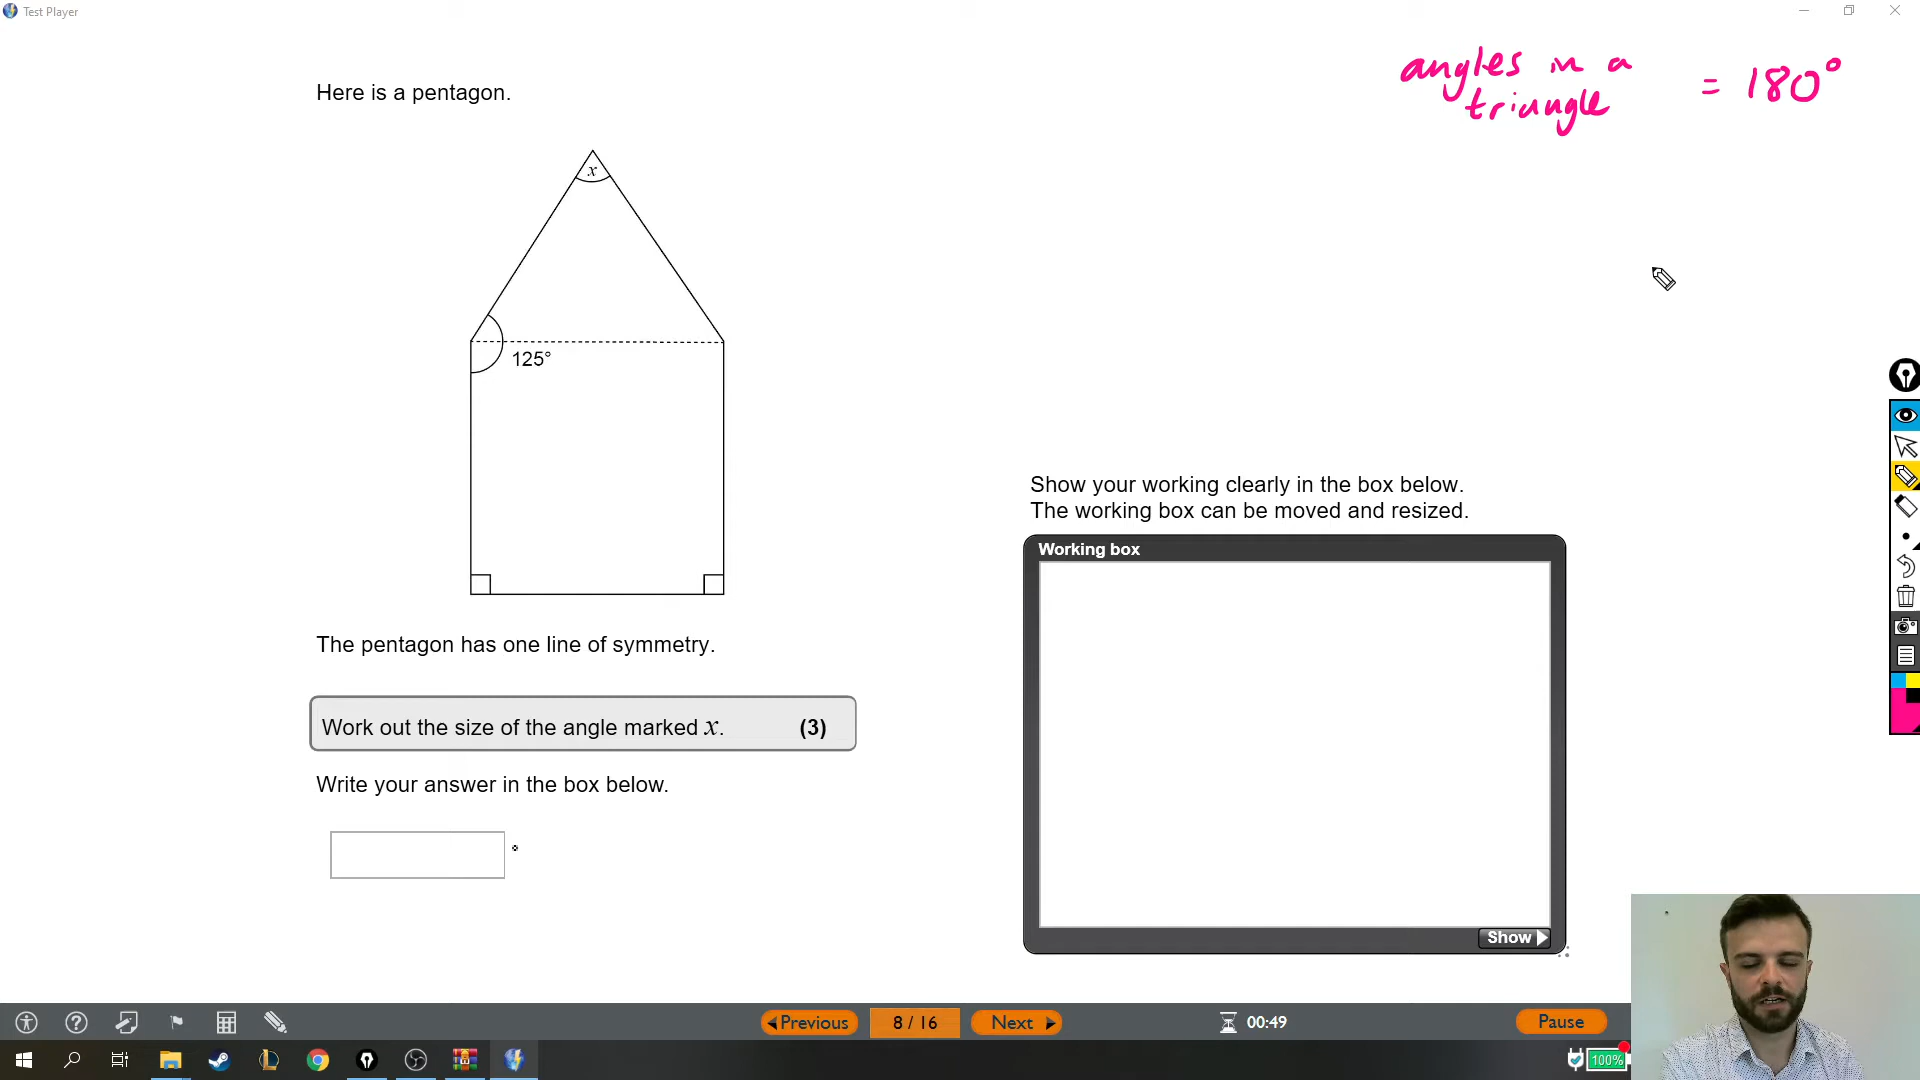 Test Player
angles in a
triangle = 180°
Here is a pentagon.
x
125°
Show your working clearly in the box below.
The working box can be moved and resized.
Working box
The pentagon has one line of symmetry.
Work out the size of the angle marked x. (3)
Write your answer in the box below.
°
Show
Previous 8 / 16 Next 00:49 Pause
100%